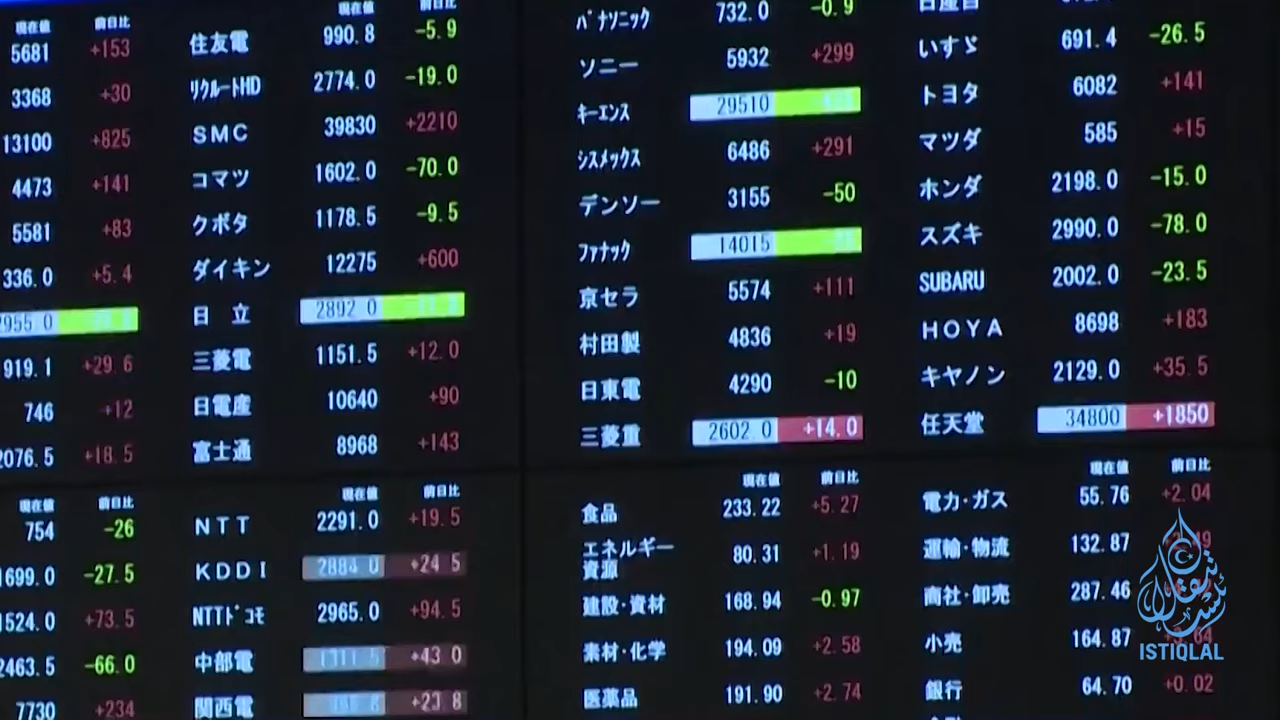 現在値 前日比
5681 +153
3368 +30
13100 +825
4473 +141
5581 +83
336.0 +5.4
2955.0
919.1 +29.6
746 +12
2076.5 +18.5
現在値 前日比
754 -26
1699.0 -27.5
1524.0 +73.5
2463.5 -66.0
7730 +234
現在値 前日比
住友電 990.8 -5.9
リクルートHD 2774.0 -19.0
SMC 39830 +2210
コマツ 1602.0 -70.0
クボタ 1178.5 -9.5
ダイキン 12275 +600
日 立 2892.0
三菱電 1151.5 +12.0
日電産 10640 +90
富士通 8968 +143
現在値 前日比
NTT 2291.0 +19.5
KDDI 2884.0 +24.5
NTTドコモ 2965.0 +94.5
中部電 +43.0
関西電
パナソニック 732.0 -0.9
ソニー 5932 +299
キーエンス 29510
シスメックス 6486 +291
デンソー 3155 -50
ファナック 14015
京セラ 5574 +111
村田製 4836 +19
日東電 4290 -10
三菱重 2602.0 +14.0
現在値 前日比
食品 233.22 +5.27
エネルギー
資源 80.31 +1.19
建設・資材 168.94 -0.97
素材・化学 194.09 +2.58
医薬品 191.90 +2.74
日産自
いすゞ 691.4 -26.5
トヨタ 6082 +141
マツダ 585 +15
ホンダ 2198.0 -15.0
スズキ 2990.0 -78.0
SUBARU 2002.0 -23.5
HOYA 8698 +183
キヤノン 2129.0 +35.5
任天堂 34800 +1850
現在値 前日比
電力・ガス 55.76 +2.04
運輸・物流 132.87
商社・卸売 287.46
小売 164.87
銀行 64.70 +0.02
ISTIQLAL